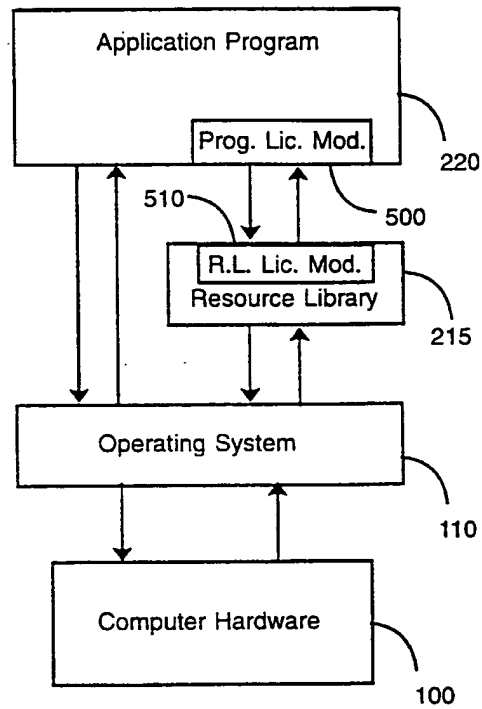 Application Program
Prog. Lic. Mod.
220
500
510
R.L. Lic. Mod.
Resource Library
215
Operating System
110
Computer Hardware
100